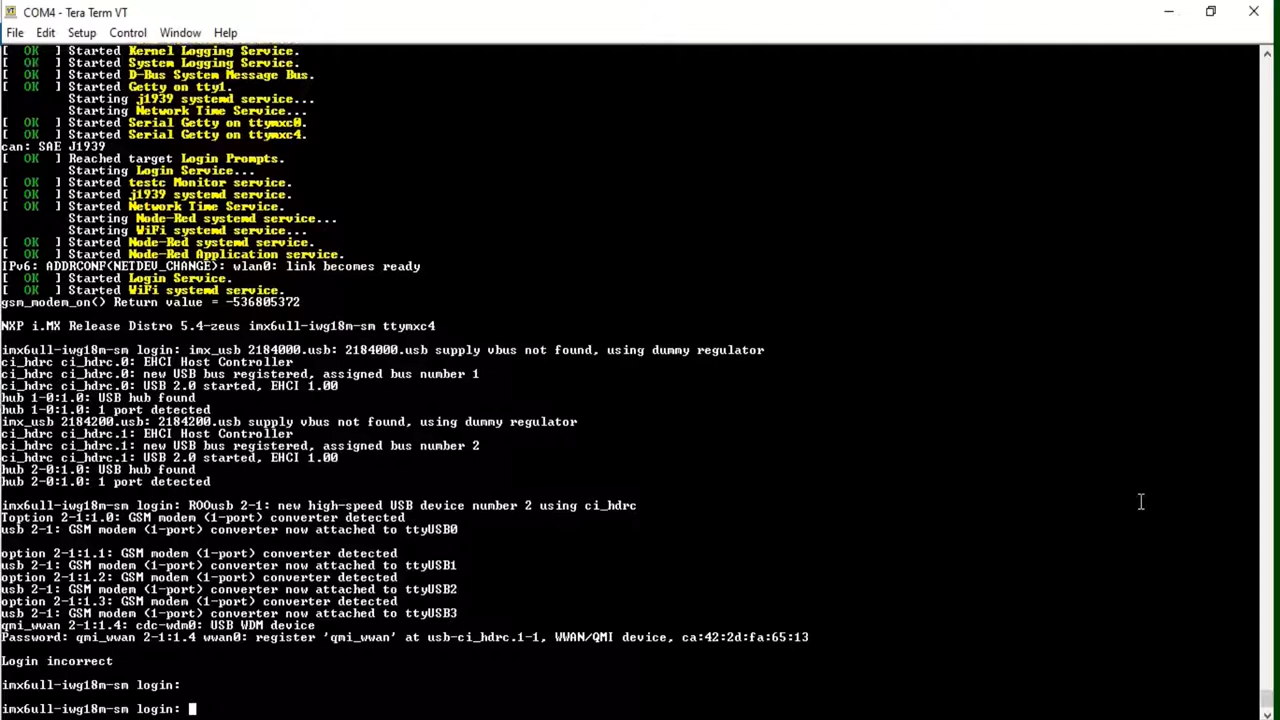 COM4 - Tera Term VT
File Edit Setup Control Window Help
[ OK ] Started Kernel Logging Service.
[ OK ] Started System Logging Service.
[ OK ] Started D-Bus System Message Bus.
[ OK ] Started Getty on tty1.
Starting j1939 systemd service...
Starting Network Time Service...
[ OK ] Started Serial Getty on ttymxc0.
[ OK ] Started Serial Getty on ttymxc4.
can: SAE J1939
[ OK ] Reached target Login Prompts.
Starting Login Service...
[ OK ] Started testc Monitor service.
[ OK ] Started j1939 systemd service.
[ OK ] Started Network Time Service.
Starting Node-Red systemd service...
Starting WiFi systemd service...
[ OK ] Started Node-Red systemd service.
[ OK ] Started Node-Red Application service.
IPv6: ADDRCONF(NETDEV_CHANGE): wlan0: link becomes ready
[ OK ] Started Login Service.
[ OK ] Started WiFi systemd service.
gsm_modem_on() Return value = -536805372
NXP i.MX Release Distro 5.4-zeus imx6ull-iwg18m-sm ttymxc4
imx6ull-iwg18m-sm login: imx_usb 2184000.usb: 2184000.usb supply vbus not found, using dummy regulator
ci_hdrc ci_hdrc.0: EHCI Host Controller
ci_hdrc ci_hdrc.0: new USB bus registered, assigned bus number 1
ci_hdrc ci_hdrc.0: USB 2.0 started, EHCI 1.00
hub 1-0:1.0: USB hub found
hub 1-0:1.0: 1 port detected
imx_usb 2184200.usb: 2184200.usb supply vbus not found, using dummy regulator
ci_hdrc ci_hdrc.1: EHCI Host Controller
ci_hdrc ci_hdrc.1: new USB bus registered, assigned bus number 2
ci_hdrc ci_hdrc.1: USB 2.0 started, EHCI 1.00
hub 2-0:1.0: USB hub found
hub 2-0:1.0: 1 port detected
imx6ull-iwg18m-sm login: ROOusb 2-1: new high-speed USB device number 2 using ci_hdrc
Toption 2-1:1.0: GSM modem (1-port) converter detected
usb 2-1: GSM modem (1-port) converter now attached to ttyUSB0
option 2-1:1.1: GSM modem (1-port) converter detected
usb 2-1: GSM modem (1-port) converter now attached to ttyUSB1
option 2-1:1.2: GSM modem (1-port) converter detected
usb 2-1: GSM modem (1-port) converter now attached to ttyUSB2
option 2-1:1.3: GSM modem (1-port) converter detected
usb 2-1: GSM modem (1-port) converter now attached to ttyUSB3
qmi_wwan 2-1:1.4: cdc-wdm0: USB WDM device
Password: qmi_wwan 2-1:1.4 wwan0: register 'qmi_wwan' at usb-ci_hdrc.1-1, WWAN/QMI device, ca:42:2d:fa:65:13
Login incorrect
imx6ull-iwg18m-sm login:
imx6ull-iwg18m-sm login: